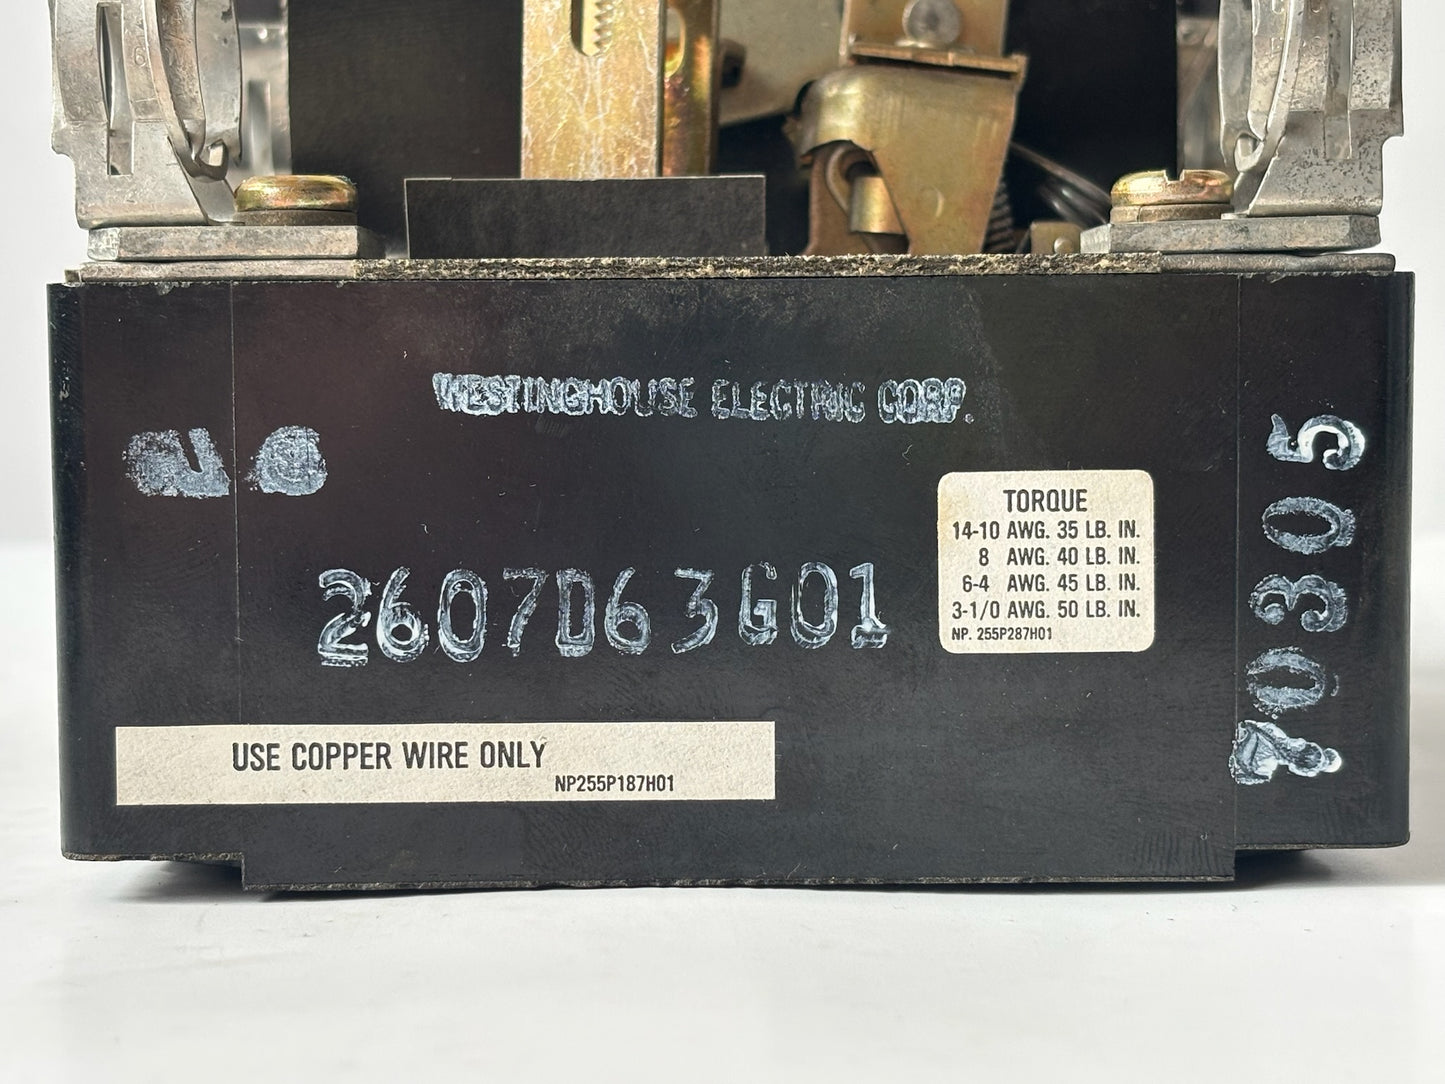 WESTINGHOUSE ELECTRIC CORP.
2607D63G01
TORQUE
14-10 AWG. 35 LB. IN.
8 AWG. 40 LB. IN.
6-4 AWG. 45 LB. IN.
3-1/0 AWG. 50 LB. IN.
NP. 255P287H01
USE COPPER WIRE ONLY
NP255P187H01
70305